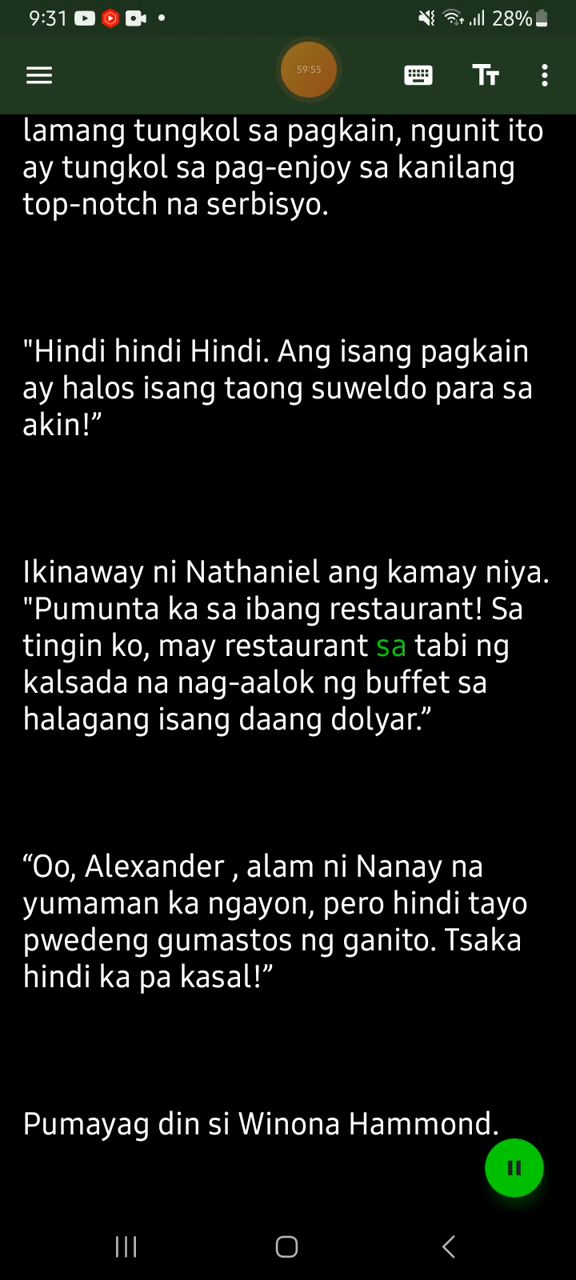 9:31
28%
59:55
lamang tungkol sa pagkain, ngunit ito
ay tungkol sa pag-enjoy sa kanilang
top-notch na serbisyo.
"Hindi hindi Hindi. Ang isang pagkain
ay halos isang taong suweldo para sa
akin!”
Ikinaway ni Nathaniel ang kamay niya.
"Pumunta ka sa ibang restaurant! Sa
tingin ko, may restaurant sa tabi ng
kalsada na nag-aalok ng buffet sa
halagang isang daang dolyar.”
“Oo, Alexander , alam ni Nanay na
yumaman ka ngayon, pero hindi tayo
pwedeng gumastos ng ganito. Tsaka
hindi ka pa kasal!”
Pumayag din si Winona Hammond.